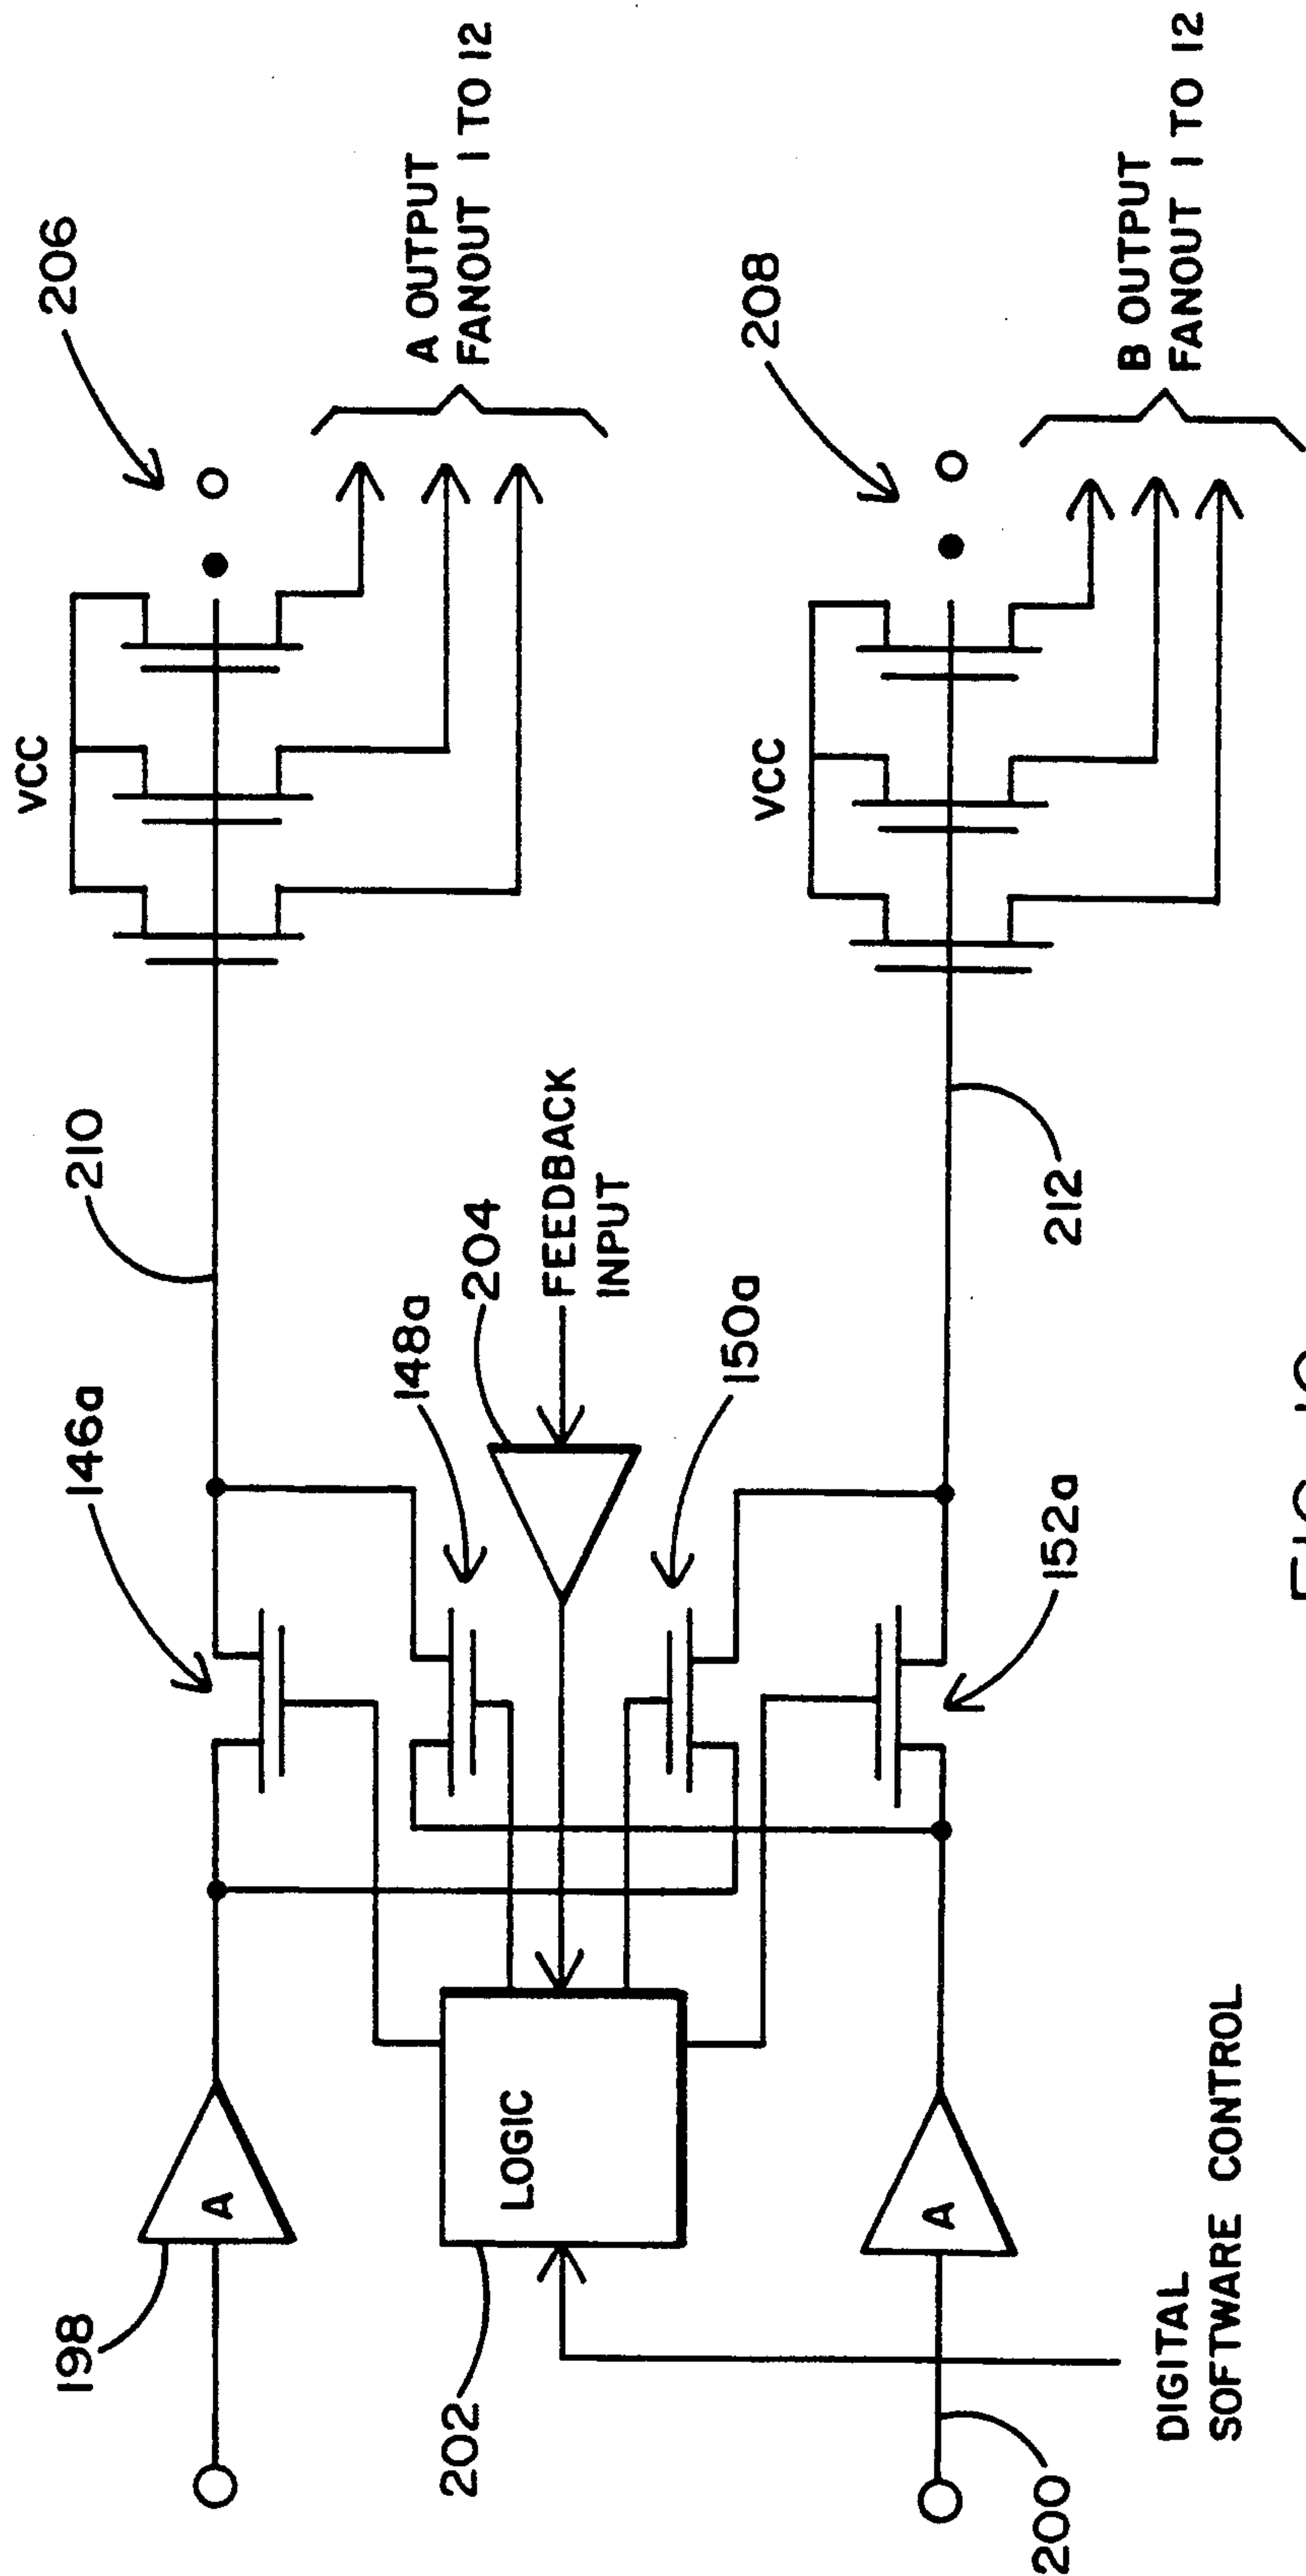 206
VCC
A OUTPUT
FANOUT 1 TO 12
210
146a
148a
204
FEEDBACK
INPUT
198
A
LOGIC
202
150a
208
VCC
B OUTPUT
FANOUT 1 TO 12
212
152a
A
200
DIGITAL
SOFTWARE CONTROL